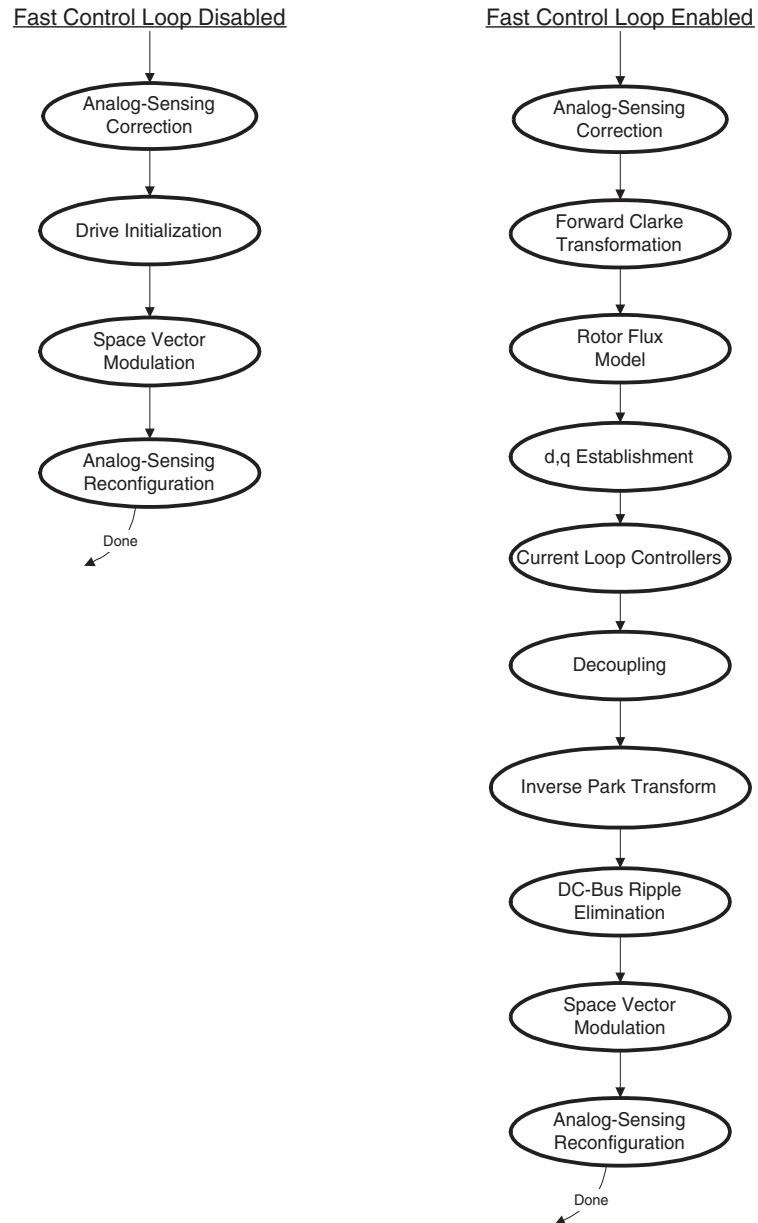 Fast Control Loop Disabled
Analog-Sensing
Correction
Drive Initialization
Space Vector
Modulation
Analog-Sensing
Reconfiguration
Done
Fast Control Loop Enabled
Analog-Sensing
Correction
Forward Clarke
Transformation
Rotor Flux
Model
d,q Establishment
Current Loop Controllers
Decoupling
Inverse Park Transform
DC-Bus Ripple
Elimination
Space Vector
Modulation
Analog-Sensing
Reconfiguration
Done